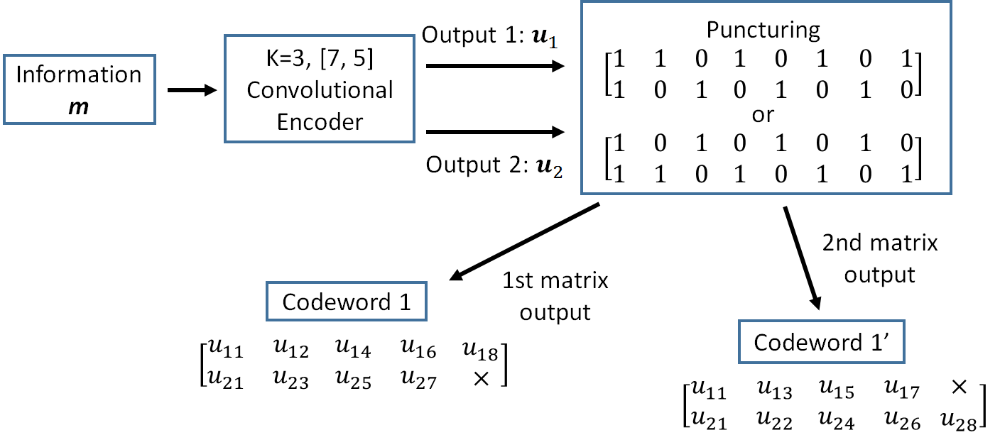 Information
m
K=3, [7, 5]
Convolutional
Encoder
Output 1: u₁
Output 2: u₂
Puncturing
[1 1 0 1 0 1 0 1]
[1 0 1 0 1 0 1 0]
or
[1 0 1 0 1 0 1 0]
[1 1 0 1 0 1 0 1]
1st matrix
output
2nd matrix
output
Codeword 1
[u₁₁ u₁₂ u₁₄ u₁₆ u₁₈]
[u₂₁ u₂₃ u₂₅ u₂₇ ×]
Codeword 1’
[u₁₁ u₁₃ u₁₅ u₁₇ ×]
[u₂₁ u₂₂ u₂₄ u₂₆ u₂₈]